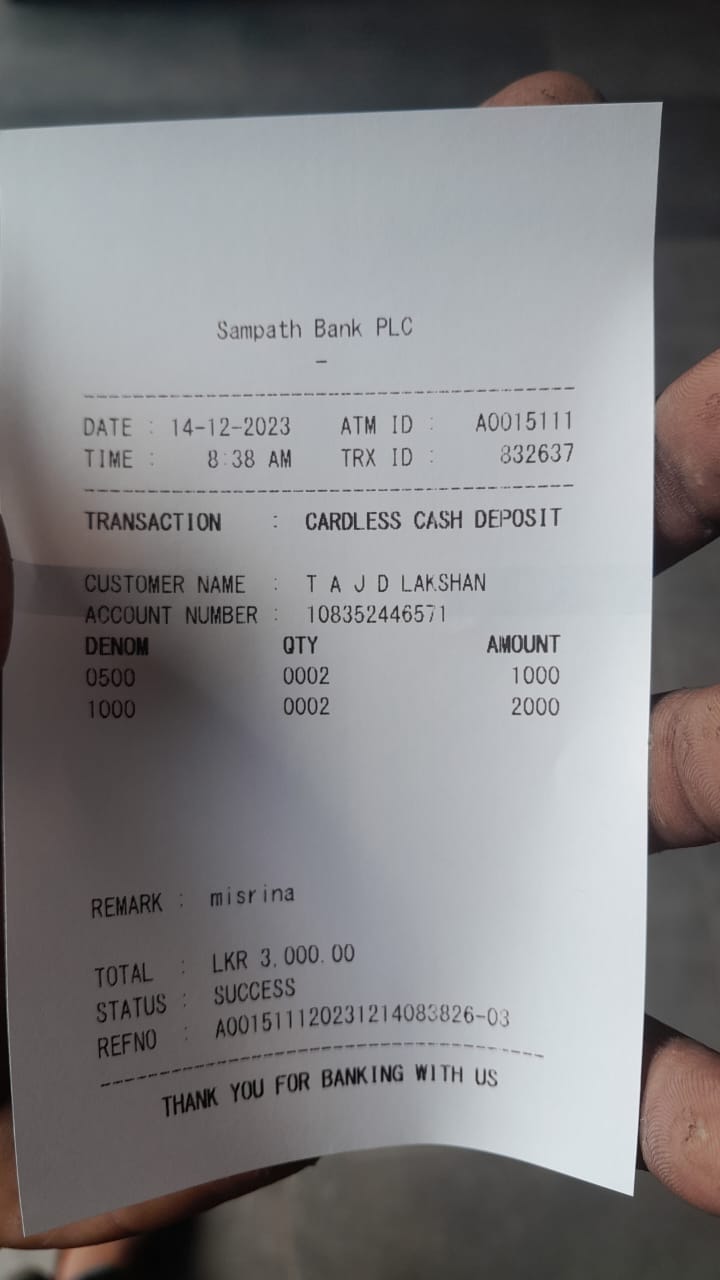 Sampath Bank PLC
-
DATE : 14-12-2023 ATM ID : A0015111
TIME : 8:38 AM TRX ID : 832637
TRANSACTION : CARDLESS CASH DEPOSIT
CUSTOMER NAME : T A J D LAKSHAN
ACCOUNT NUMBER : 108352446571
DENOM QTY AMOUNT
0500 0002 1000
1000 0002 2000
REMARK : misrina
TOTAL : LKR 3,000.00
STATUS : SUCCESS
REFNO : A001511120231214083826-03
THANK YOU FOR BANKING WITH US